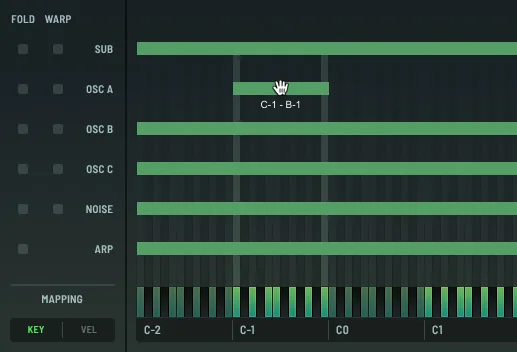 FOLD WARP
SUB
OSC A
C-1 - B-1
OSC B
OSC C
NOISE
ARP
MAPPING
KEY VEL
C-2 C-1 C0 C1